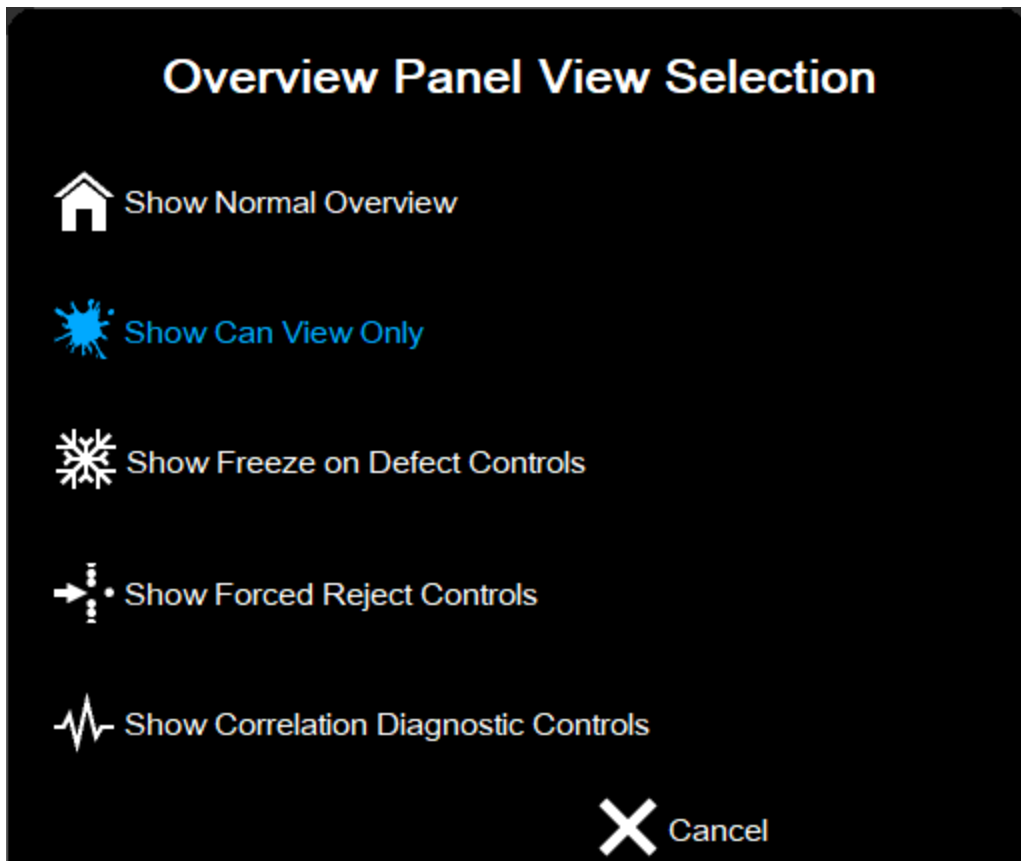 Overview Panel View Selection
Show Normal Overview
Show Can View Only
Show Freeze on Defect Controls
Show Forced Reject Controls
Show Correlation Diagnostic Controls
Cancel